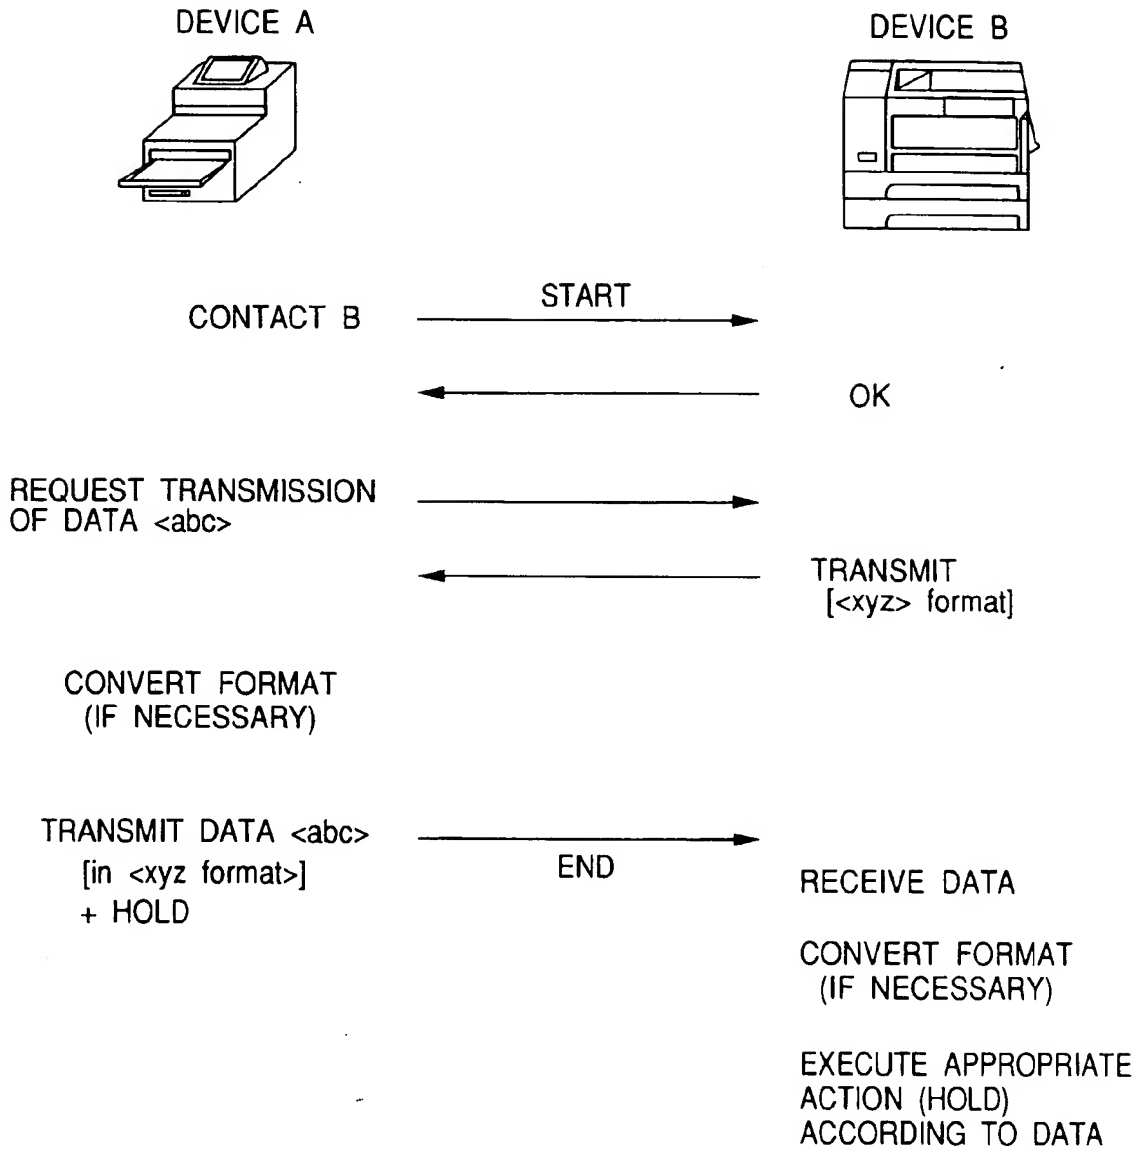 DEVICE A
DEVICE B
CONTACT B
START
OK
REQUEST TRANSMISSION
OF DATA <abc>
TRANSMIT
[<xyz> format]
CONVERT FORMAT
(IF NECESSARY)
TRANSMIT DATA <abc>
[in <xyz format>]
+ HOLD
END
RECEIVE DATA
CONVERT FORMAT
(IF NECESSARY)
EXECUTE APPROPRIATE
ACTION (HOLD)
ACCORDING TO DATA